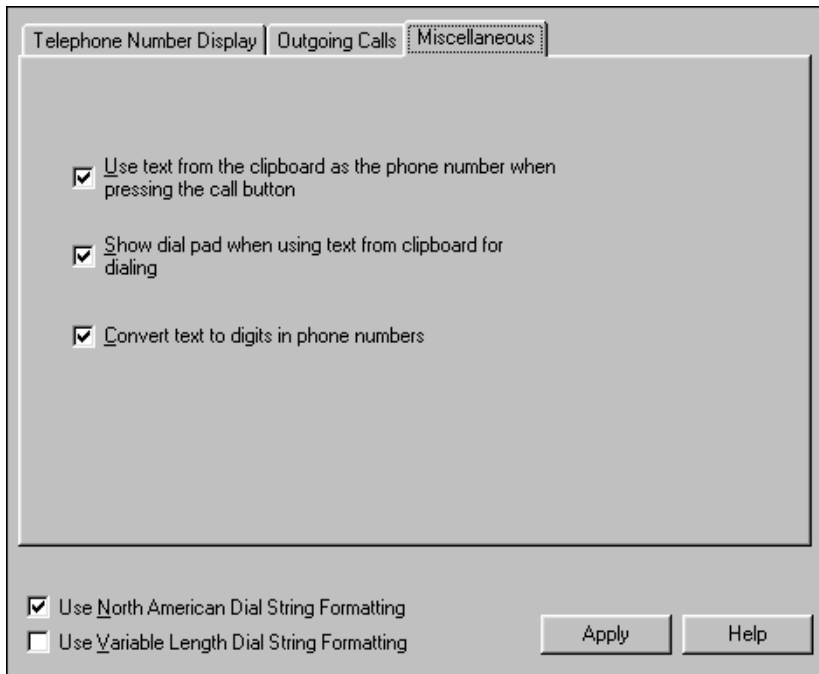 Telephone Number Display Outgoing Calls Miscellaneous
Use text from the clipboard as the phone number when
pressing the call button
Show dial pad when using text from clipboard for
dialing
Convert text to digits in phone numbers
Use North American Dial String Formatting
Use Variable Length Dial String Formatting
Apply Help